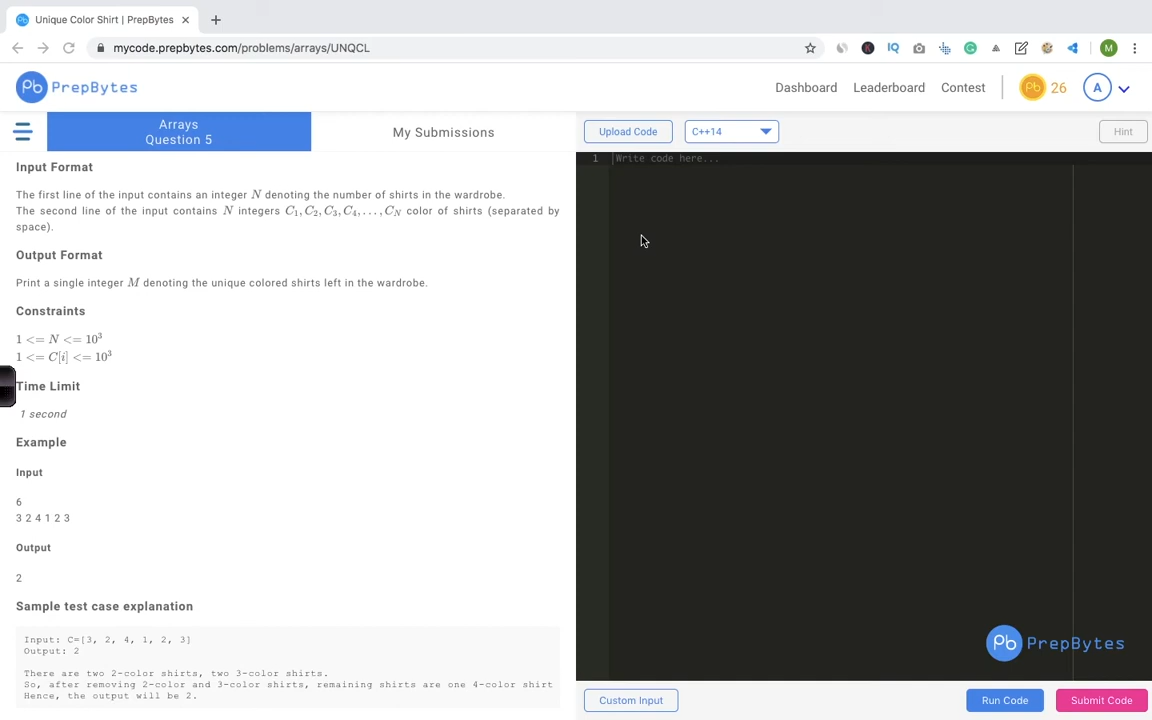 Unique Color Shirt | PrepBytes
mycode.prepbytes.com/problems/arrays/UNQCL
IQ
M
Pb PrepBytes
Dashboard Leaderboard Contest
Pb 26
A
Arrays
Question 5
My Submissions
Upload Code
C++14
Hint
Input Format
The first line of the input contains an integer N denoting the number of shirts in the wardrobe.
The second line of the input contains N integers C₁, C₂, C₃, C₄, . . . , C_N color of shirts (separated by
space).
Output Format
Print a single integer M denoting the unique colored shirts left in the wardrobe.
Constraints
1 <= N <= 10³
1 <= C[i] <= 10³
Time Limit
1 second
Example
Input
6
3 2 4 1 2 3
Output
2
Sample test case explanation
Input: C=[3, 2, 4, 1, 2, 3]
Output: 2
There are two 2-color shirts, two 3-color shirts.
So, after removing 2-color and 3-color shirts, remaining shirts are one 4-color shirt
Hence, the output will be 2.
1 Write code here...
Pb PrepBytes
Custom Input
Run Code
Submit Code